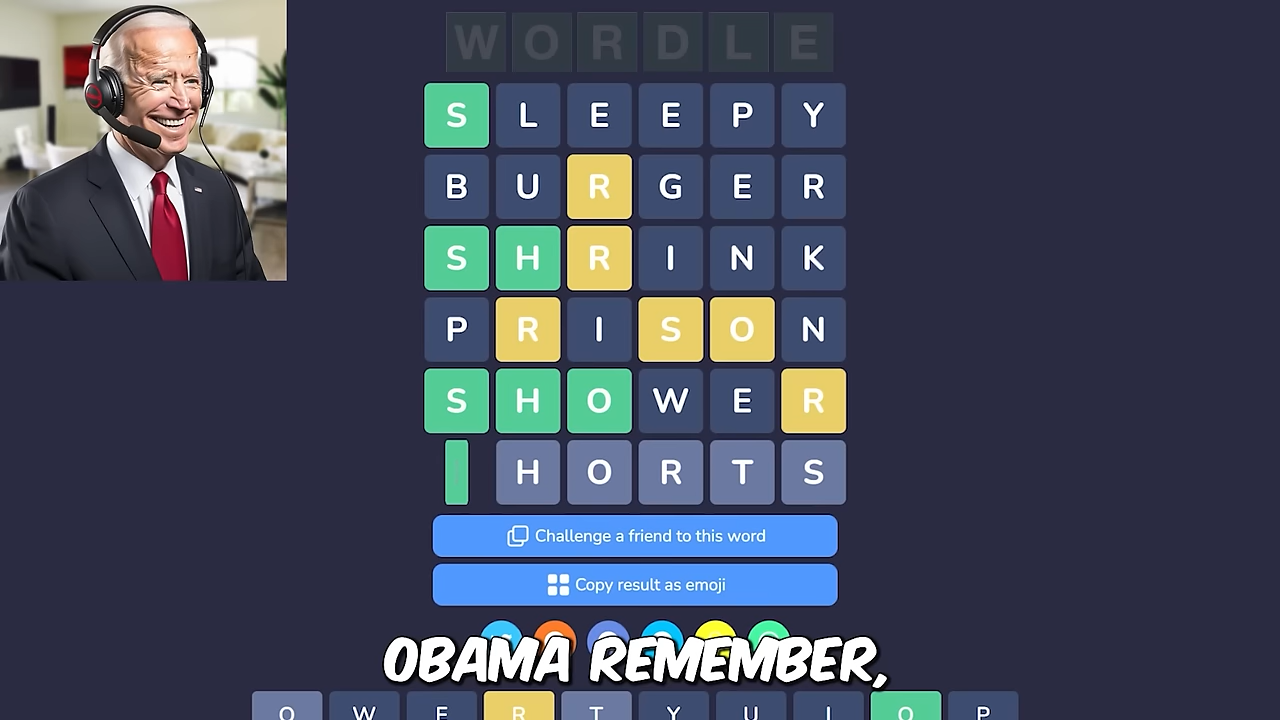 WORDLE
SLEEPY
BURGER
SHRINK
PRISON
SHOWER
HORTS
Challenge a friend to this word
Copy result as emoji
OBAMA REMEMBER,
Q W E R T Y U I O P